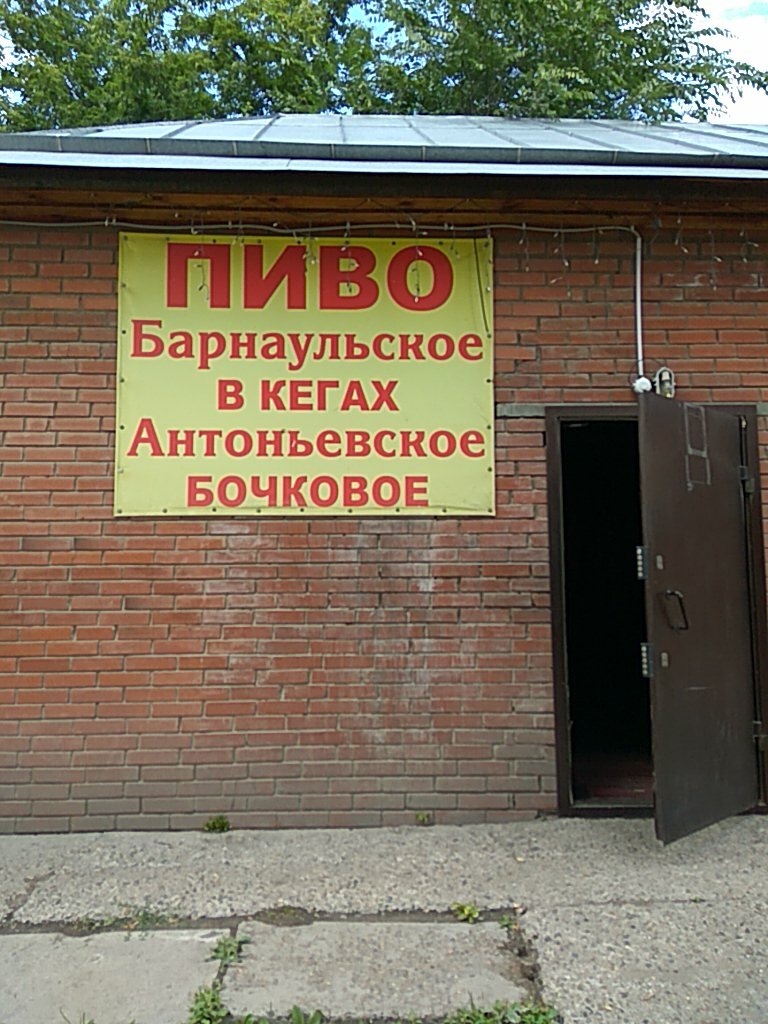 ПИВО
Барнаульское
В КЕГАХ
Антоньевское
БОЧКОВОЕ